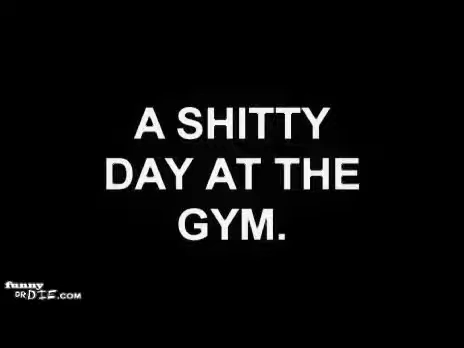 A SHITTY
DAY AT THE
GYM.
funny
OR DIE.COM